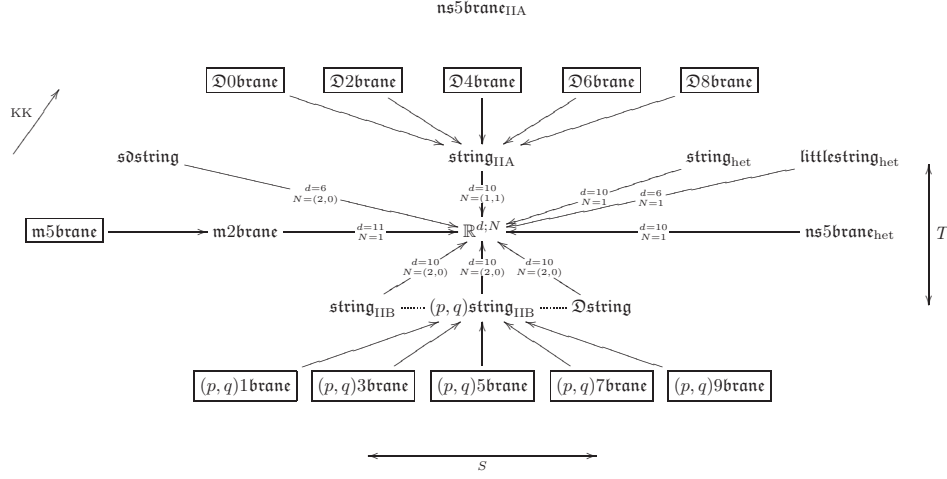 ns5brane_IIA
𝔇0brane 𝔇2brane 𝔇4brane 𝔇6brane 𝔇8brane
KK
sdstring string_IIA string_het littlestring_het
d=6 N=(2,0) d=10 N=(1,1) d=10 N=1 d=6 N=1
m5brane m2brane d=11 N=1 ℝ^{d;N} d=10 N=1 ns5brane_het T
d=10 N=(2,0) d=10 N=(2,0) d=10 N=(2,0)
string_IIB (p, q)string_IIB 𝔇string
(p, q)1brane (p, q)3brane (p, q)5brane (p, q)7brane (p, q)9brane
S